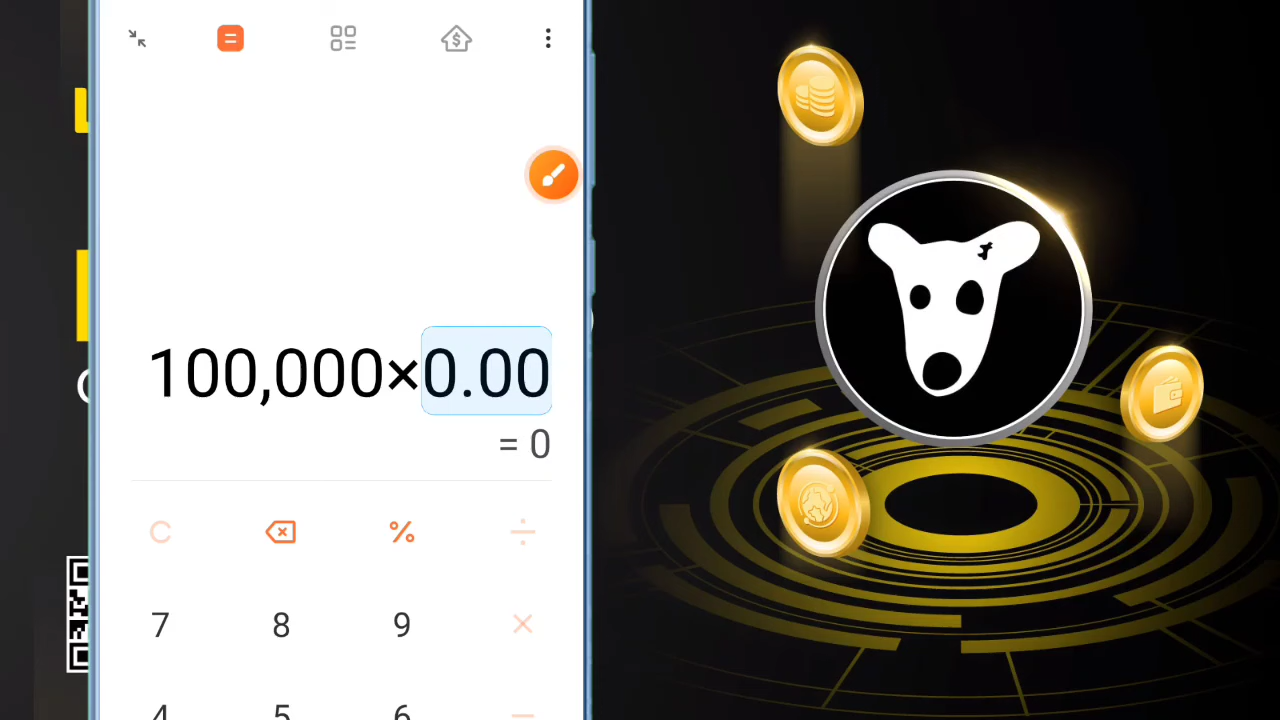 100,000×0.00
= 0
C % ÷
7 8 9 ×
4 5 6 −